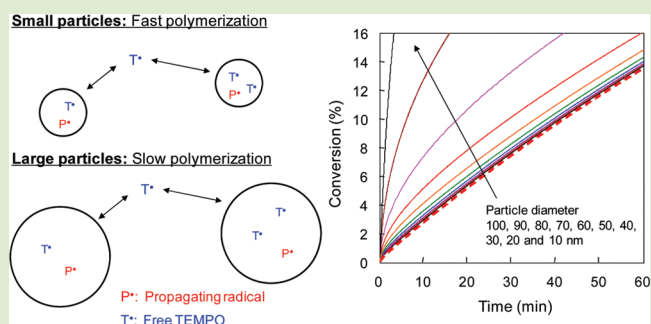 Small particles: Fast polymerization
T•
T•
P•
T•
T•
P•
Large particles: Slow polymerization
T•
T•
P•
T•
T•
P•
P•: Propagating radical
T•: Free TEMPO
Conversion (%)
16
14
12
10
8
6
4
2
0
Particle diameter
100, 90, 80, 70, 60, 50, 40,
30, 20 and 10 nm
0 10 20 30 40 50 60
Time (min)